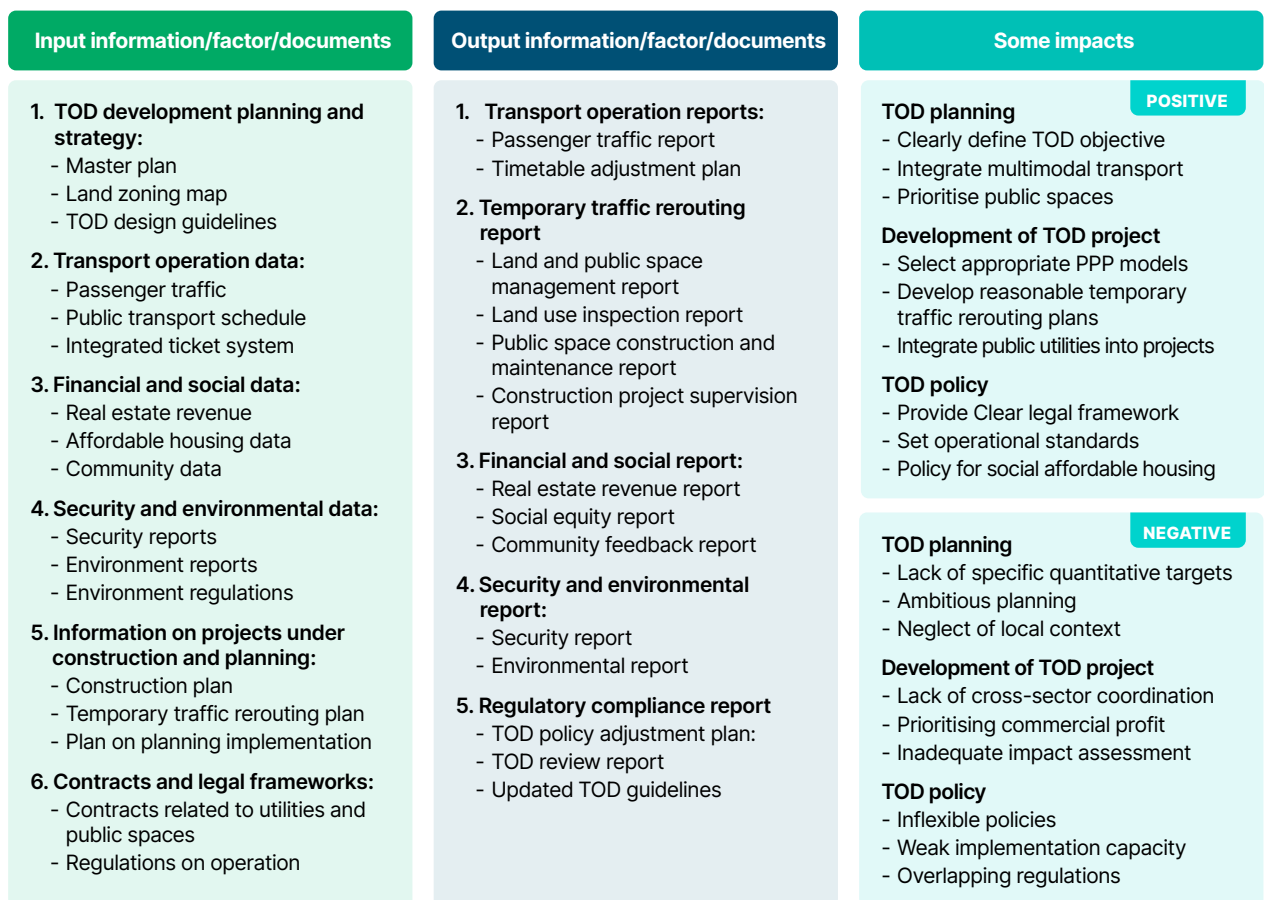 Input information/factor/documents
1. TOD development planning and
strategy:
- Master plan
- Land zoning map
- TOD design guidelines
2. Transport operation data:
- Passenger traffic
- Public transport schedule
- Integrated ticket system
3. Financial and social data:
- Real estate revenue
- Affordable housing data
- Community data
4. Security and environmental data:
- Security reports
- Environment reports
- Environment regulations
5. Information on projects under
construction and planning:
- Construction plan
- Temporary traffic rerouting plan
- Plan on planning implementation
6. Contracts and legal frameworks:
- Contracts related to utilities and
public spaces
- Regulations on operation
Output information/factor/documents
1. Transport operation reports:
- Passenger traffic report
- Timetable adjustment plan
2. Temporary traffic rerouting
report
- Land and public space
management report
- Land use inspection report
- Public space construction and
maintenance report
- Construction project supervision
report
3. Financial and social report:
- Real estate revenue report
- Social equity report
- Community feedback report
4. Security and environmental
report:
- Security report
- Environmental report
5. Regulatory compliance report
- TOD policy adjustment plan:
- TOD review report
- Updated TOD guidelines
Some impacts
POSITIVE
TOD planning
- Clearly define TOD objective
- Integrate multimodal transport
- Prioritise public spaces
Development of TOD project
- Select appropriate PPP models
- Develop reasonable temporary
traffic rerouting plans
- Integrate public utilities into projects
TOD policy
- Provide Clear legal framework
- Set operational standards
- Policy for social affordable housing
NEGATIVE
TOD planning
- Lack of specific quantitative targets
- Ambitious planning
- Neglect of local context
Development of TOD project
- Lack of cross-sector coordination
- Prioritising commercial profit
- Inadequate impact assessment
TOD policy
- Inflexible policies
- Weak implementation capacity
- Overlapping regulations